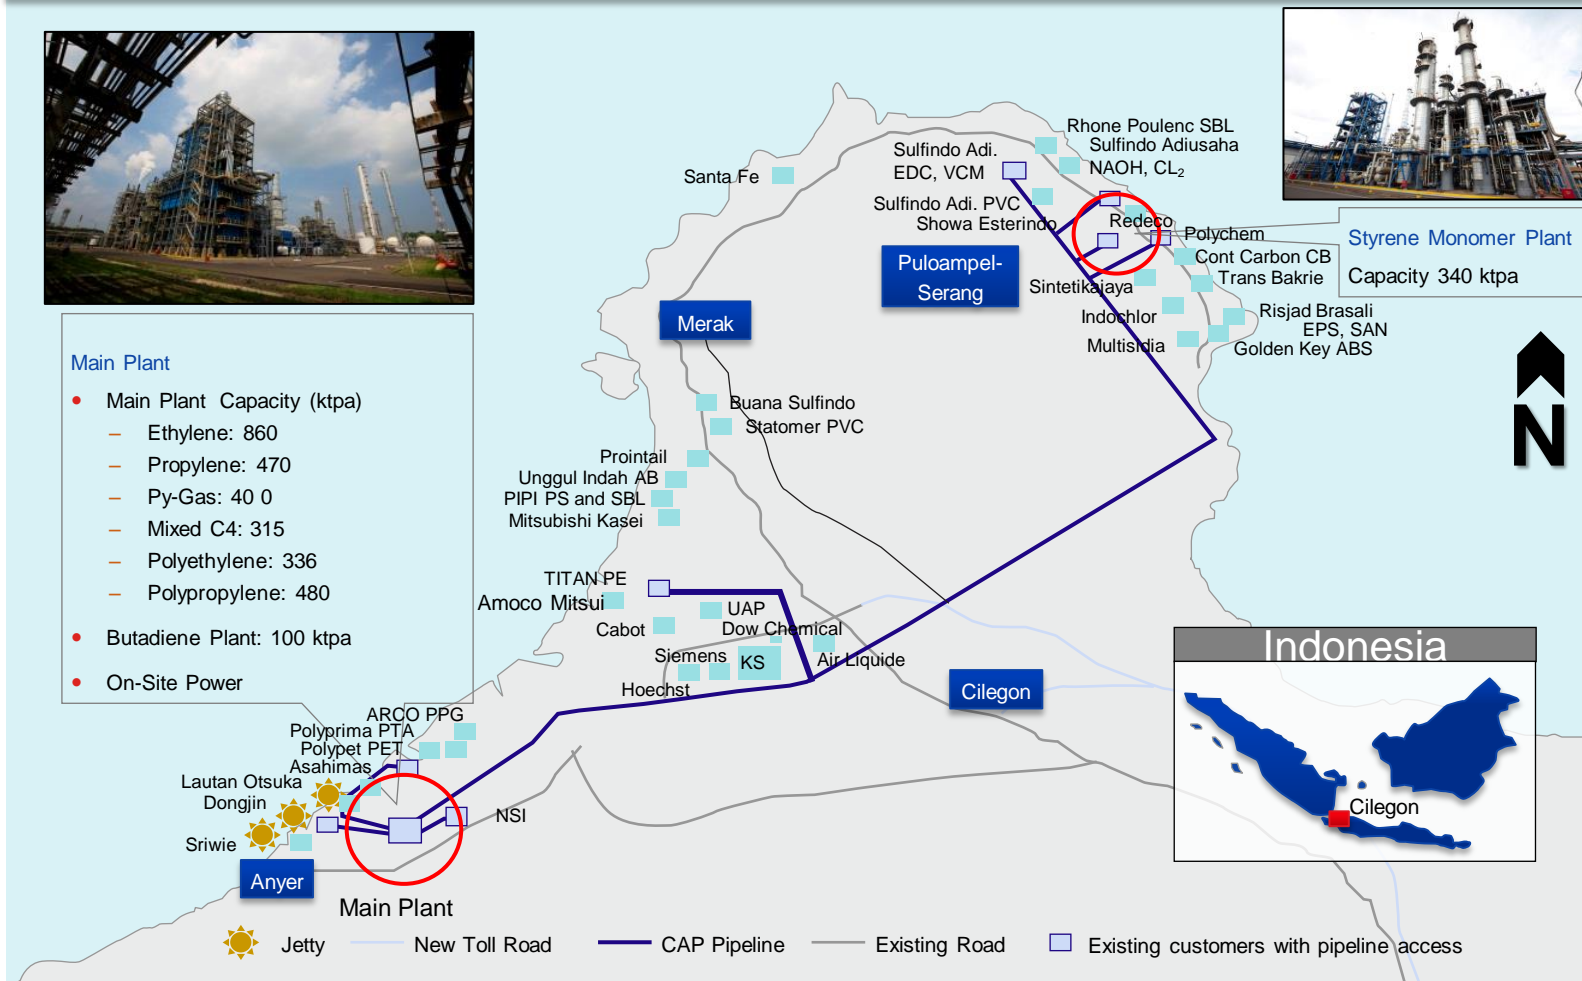 Rhone Poulenc SBL
Sulfindo Adiusaha
NAOH, CL₂
Sulfindo Adi.
EDC, VCM
Santa Fe
Sulfindo Adi. PVC
Showa Esterindo
Redeco
Polychem
Cont Carbon CB
Trans Bakrie
Styrene Monomer Plant
Capacity 340 ktpa
Puloampel-
Serang
Sintetikajaya
Indochlor
Multisidia
Risjad Brasali
EPS, SAN
Golden Key ABS
Merak
N
Main Plant
• Main Plant Capacity (ktpa)
– Ethylene: 860
– Propylene: 470
– Py-Gas: 40 0
– Mixed C4: 315
– Polyethylene: 336
– Polypropylene: 480
• Butadiene Plant: 100 ktpa
• On-Site Power
Buana Sulfindo
Statomer PVC
Prointail
Unggul Indah AB
PIPI PS and SBL
Mitsubishi Kasei
TITAN PE
Amoco Mitsui
Cabot
UAP
Dow Chemical
Siemens
KS
Air Liquide
Hoechst
Cilegon
Indonesia
Cilegon
ARCO PPG
Polyprima PTA
Polypet PET
Asahimas
Lautan Otsuka
Dongjin
Sriwie
NSI
Anyer
Main Plant
Jetty
New Toll Road
CAP Pipeline
Existing Road
Existing customers with pipeline access